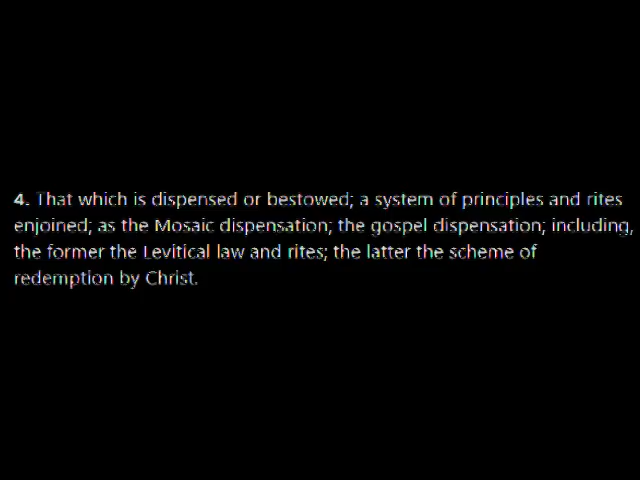 4. That which is dispensed or bestowed; a system of principles and rites
enjoined; as the Mosaic dispensation; the gospel dispensation; including,
the former the Levitical law and rites; the latter the scheme of
redemption by Christ.